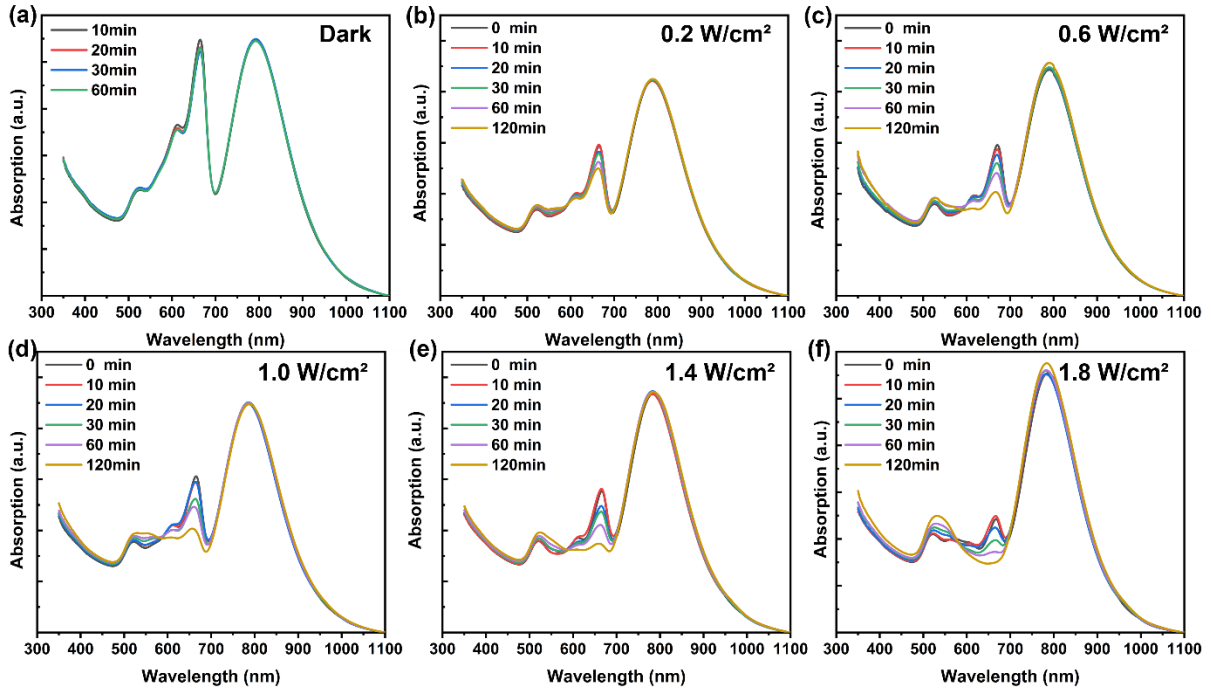 (a)
Dark
10min
20min
30min
60min
Absorption (a.u.)
300 400 500 600 700 800 900 1000 1100
Wavelength (nm)
(b)
0.2 W/cm²
0 min
10 min
20 min
30 min
60 min
120min
Absorption (a.u.)
300 400 500 600 700 800 900 1000 1100
Wavelength (nm)
(c)
0.6 W/cm²
0 min
10 min
20 min
30 min
60 min
120min
Absorption (a.u.)
300 400 500 600 700 800 900 1000 1100
Wavelength (nm)
(d)
1.0 W/cm²
0 min
10 min
20 min
30 min
60 min
120min
Absorption (a.u.)
300 400 500 600 700 800 900 1000 1100
Wavelength (nm)
(e)
1.4 W/cm²
0 min
10 min
20 min
30 min
60 min
120min
Absorption (a.u.)
300 400 500 600 700 800 900 1000 1100
Wavelength (nm)
(f)
1.8 W/cm²
0 min
10 min
20 min
30 min
60 min
120min
Absorption (a.u.)
300 400 500 600 700 800 900 1000 1100
Wavelength (nm)